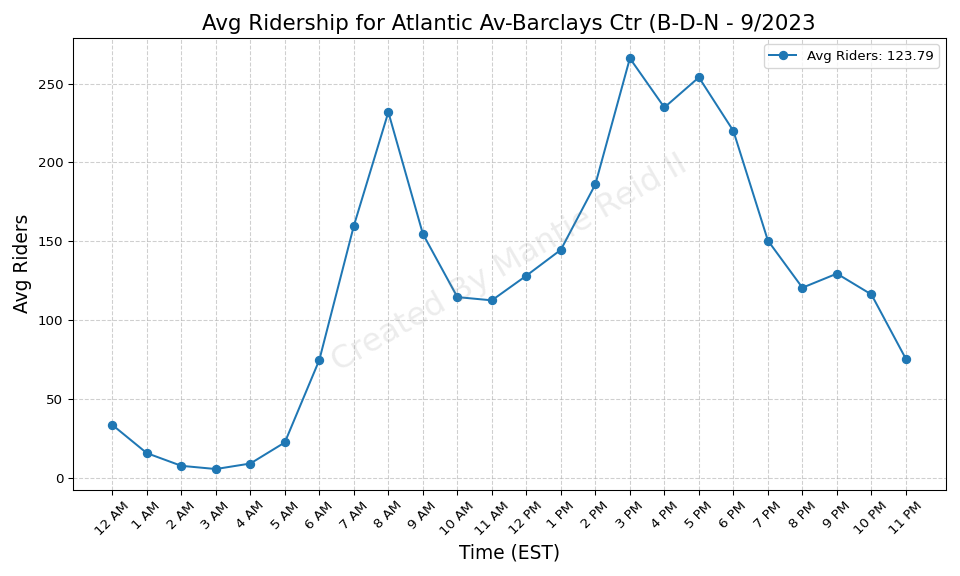 Avg Ridership for Atlantic Av-Barclays Ctr (B-D-N - 9/2023
Avg Riders: 123.79
Avg Riders
250
200
150
100
50
0
Created By Mantic Reid II
12 AM 1 AM 2 AM 3 AM 4 AM 5 AM 6 AM 7 AM 8 AM 9 AM 10 AM 11 AM 12 PM 1 PM 2 PM 3 PM 4 PM 5 PM 6 PM 7 PM 8 PM 9 PM 10 PM 11 PM
Time (EST)